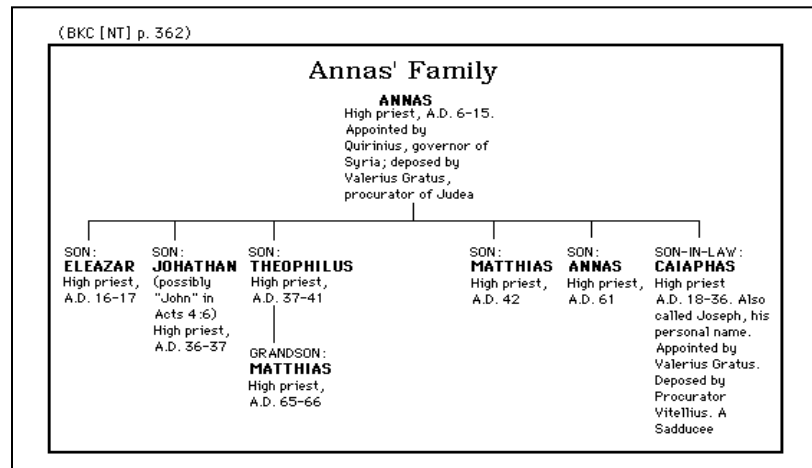 (BKC [NT] p. 362)
Annas' Family
ANNAS
High priest, A.D. 6-15.
Appointed by
Quirinius, governor of
Syria; deposed by
Valerius Gratus,
procurator of Judea
SON:
ELEAZAR
High priest,
A.D. 16-17
SON:
JOHATHAN
(possibly
"John" in
Acts 4:6)
High priest,
A.D. 36-37
SON:
THEOPHILUS
High priest,
A.D. 37-41
GRANDSON:
MATTHIAS
High priest,
A.D. 65-66
SON:
MATTHIAS
High priest,
A.D. 42
SON:
ANNAS
High priest,
A.D. 61
SON-IN-LAW:
CAIAPHAS
High priest
A.D. 18-36. Also
called Joseph, his
personal name.
Appointed by
Valerius Gratus.
Deposed by
Procurator
Vitellius. A
Sadducee